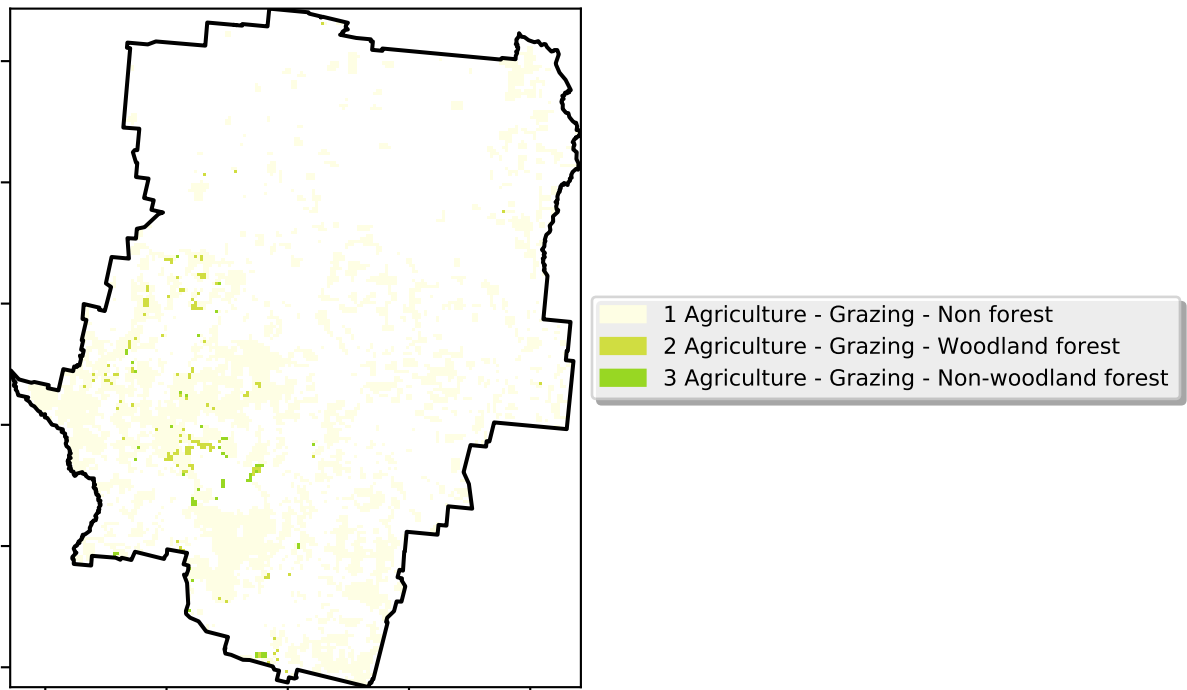 1 Agriculture - Grazing - Non forest
2 Agriculture - Grazing - Woodland forest
3 Agriculture - Grazing - Non-woodland forest